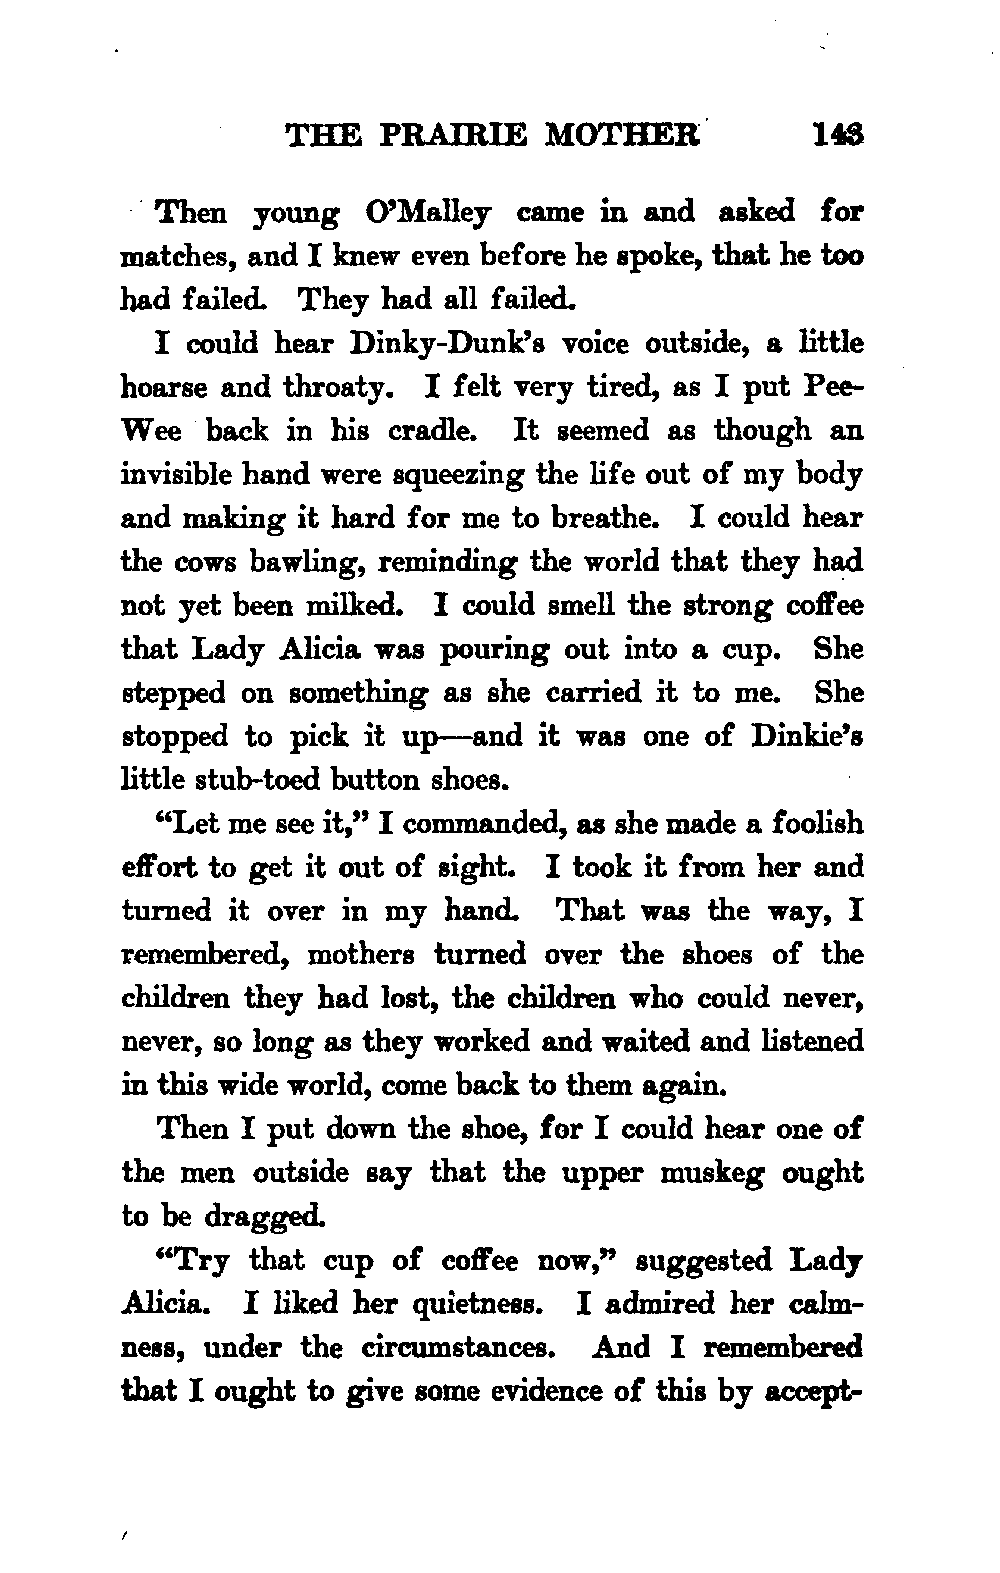 THE PRAIRIE MOTHER 143
Then young O'Malley came in and asked for
matches, and I knew even before he spoke, that he too
had failed. They had all failed.
I could hear Dinky-Dunk's voice outside, a little
hoarse and throaty. I felt very tired, as I put Pee-
Wee back in his cradle. It seemed as though an
invisible hand were squeezing the life out of my body
and making it hard for me to breathe. I could hear
the cows bawling, reminding the world that they had
not yet been milked. I could smell the strong coffee
that Lady Alicia was pouring out into a cup. She
stepped on something as she carried it to me. She
stopped to pick it up—and it was one of Dinkie's
little stub-toed button shoes.
"Let me see it," I commanded, as she made a foolish
effort to get it out of sight. I took it from her and
turned it over in my hand. That was the way, I
remembered, mothers turned over the shoes of the
children they had lost, the children who could never,
never, so long as they worked and waited and listened
in this wide world, come back to them again.
Then I put down the shoe, for I could hear one of
the men outside say that the upper muskeg ought
to be dragged.
"Try that cup of coffee now," suggested Lady
Alicia. I liked her quietness. I admired her calm-
ness, under the circumstances. And I remembered
that I ought to give some evidence of this by accept-